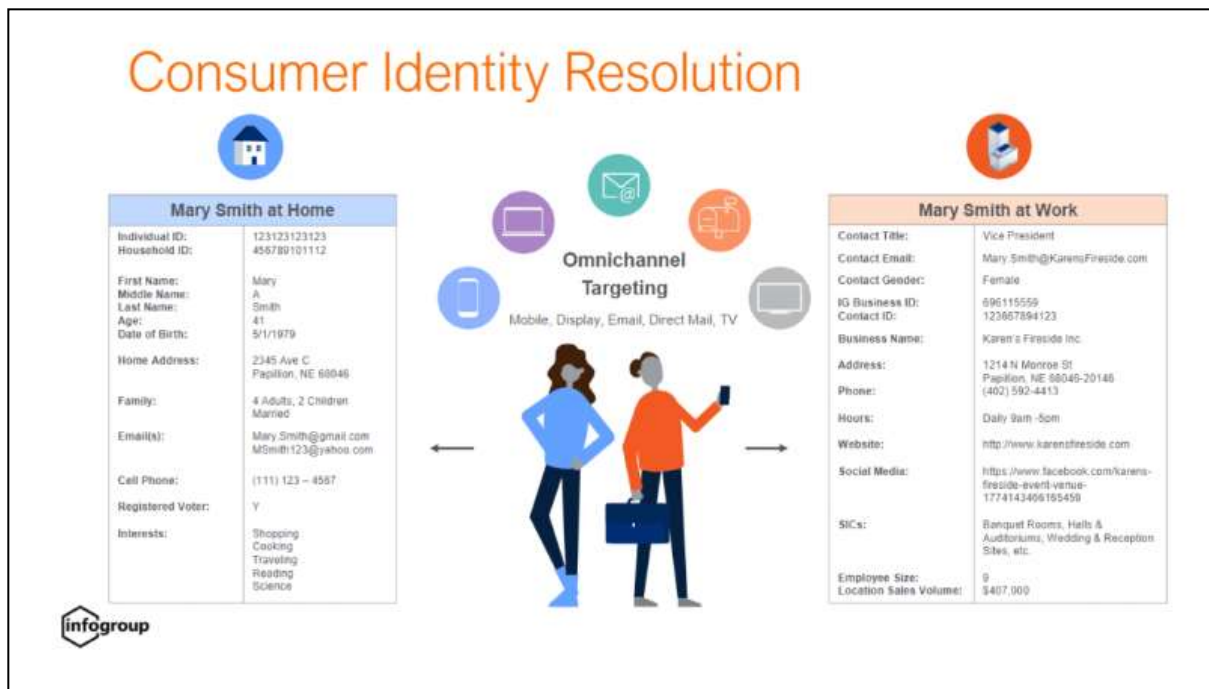 Consumer Identity Resolution
Mary Smith at Home
Individual ID: 123123123123
Household ID: 456789101112
First Name: Mary
Middle Name: A
Last Name: Smith
Age: 41
Date of Birth: 5/1/1979
Home Address: 2345 Ave C
Papillion, NE 68046
Family: 4 Adults, 2 Children
Married
Email(s): Mary.Smith@gmail.com
MSmith123@yahoo.com
Cell Phone: (111) 123 – 4567
Registered Voter: Y
Interests: Shopping
Cooking
Traveling
Reading
Science
Omnichannel
Targeting
Mobile, Display, Email, Direct Mail, TV
Mary Smith at Work
Contact Title: Vice President
Contact Email: Mary.Smith@KarensFireside.com
Contact Gender: Female
IG Business ID: 696115559
Contact ID: 123867894123
Business Name: Karen's Fireside Inc.
Address: 1214 N Monroe St
Papillion, NE 68046-20146
Phone: (402) 592-4413
Hours: Daily 9am -5pm
Website: http://www.karensfireside.com
Social Media: https://www.facebook.com/karens-
fireside-event-venue-
1774143466165459
SICs: Banquet Rooms, Halls &
Auditoriums, Wedding & Reception
Sites, etc.
Employee Size: 9
Location Sales Volume: $407,000
infogroup